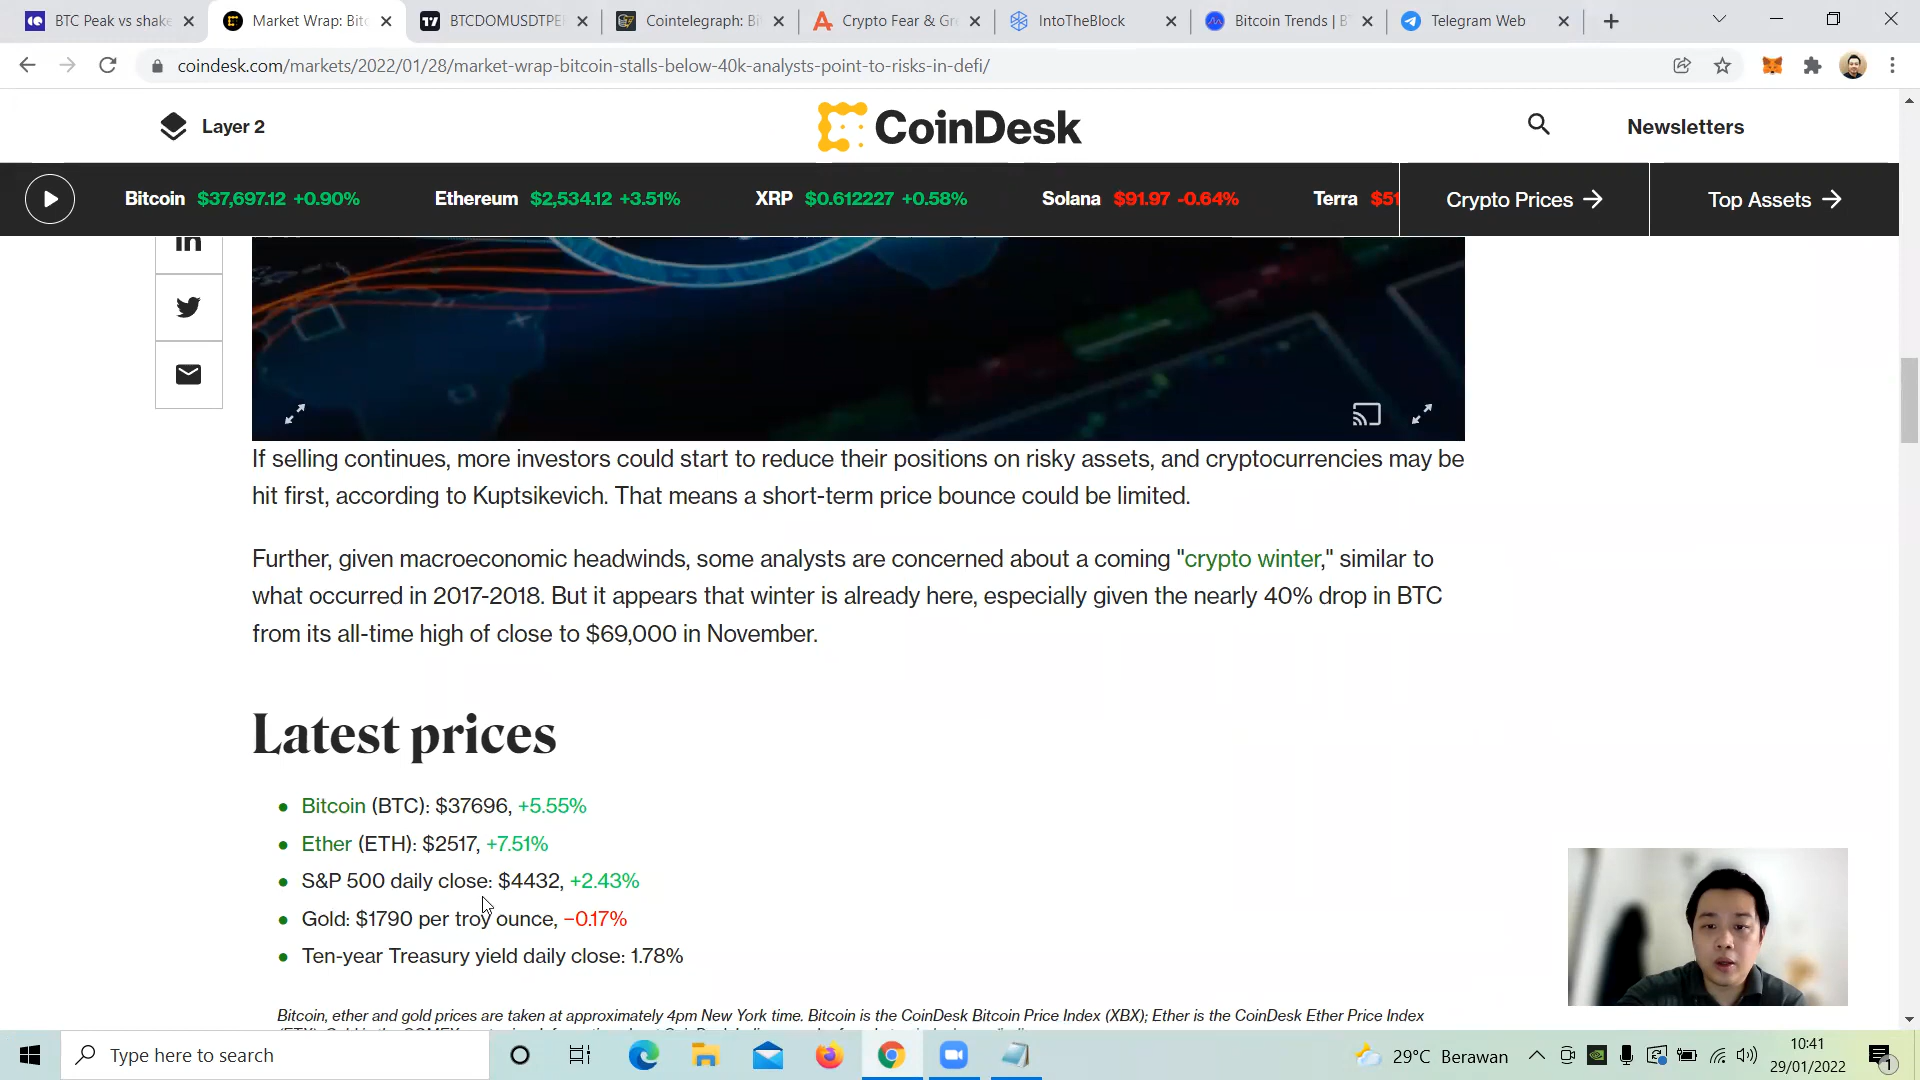 BTC Peak vs shake
Market Wrap: Bitc
BTCDOMUSDTPE
Cointelegraph: Bi
Crypto Fear & Gre
IntoTheBlock
Bitcoin Trends | B
Telegram Web
coindesk.com/markets/2022/01/28/market-wrap-bitcoin-stalls-below-40k-analysts-point-to-risks-in-defi/
Layer 2
CoinDesk
Newsletters
Bitcoin $37,697.12 +0.90%
Ethereum $2,534.12 +3.51%
XRP $0.612227 +0.58%
Solana $91.97 -0.64%
Terra $51
Crypto Prices →
Top Assets →
If selling continues, more investors could start to reduce their positions on risky assets, and cryptocurrencies may be
hit first, according to Kuptsikevich. That means a short-term price bounce could be limited.
Further, given macroeconomic headwinds, some analysts are concerned about a coming "crypto winter," similar to
what occurred in 2017-2018. But it appears that winter is already here, especially given the nearly 40% drop in BTC
from its all-time high of close to $69,000 in November.
Latest prices
● Bitcoin (BTC): $37696, +5.55%
● Ether (ETH): $2517, +7.51%
● S&P 500 daily close: $4432, +2.43%
● Gold: $1790 per troy ounce, −0.17%
● Ten-year Treasury yield daily close: 1.78%
Bitcoin, ether and gold prices are taken at approximately 4pm New York time. Bitcoin is the CoinDesk Bitcoin Price Index (XBX); Ether is the CoinDesk Ether Price Index
Type here to search
29°C Berawan
10:41
29/01/2022
1